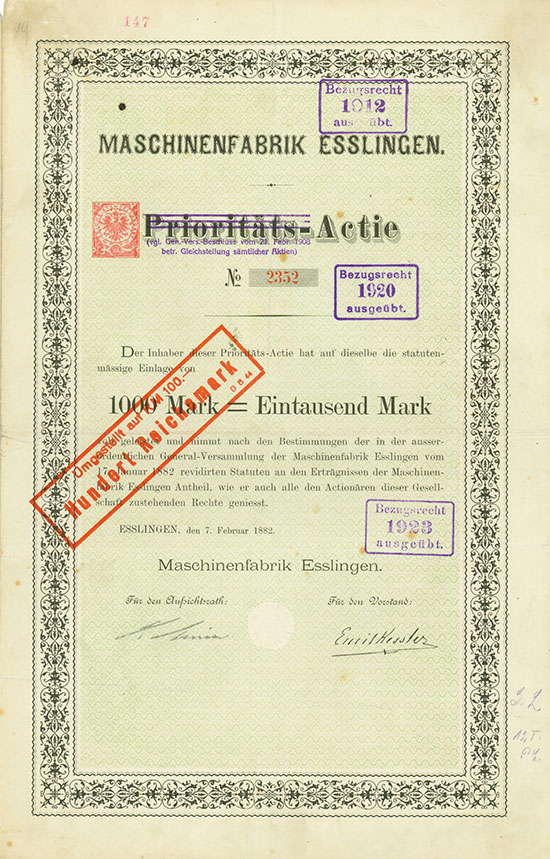 147
Bezugsrecht
1912
ausgeübt.
MASCHINENFABRIK ESSLINGEN.
Prioritäts-Actie
(vgl. Gen.-Vers.-Beschluss vom 21. Febr. 1908
betr. Gleichstellung sämtlicher Aktien)
№ 2352
Bezugsrecht
1920
ausgeübt.
Der Inhaber dieser Prioritäts-Actie hat auf dieselbe die statuten-
mässige Einlage von
1000 Mark = Eintausend Mark
voll geleistet und nimmt nach den Bestimmungen der in der ausser-
ordentlichen General-Versammlung der Maschinenfabrik Esslingen vom
17. Januar 1882 revidirten Statuten an den Erträgnissen der Maschinen-
fabrik Esslingen Antheil, wie er auch alle den Actionären dieser Gesell-
schaft zustehenden Rechte geniesst.
Umgestellt auf RM 100.-
Hundert Reichsmark
D B 44
Bezugsrecht
1923
ausgeübt.
ESSLINGEN, den 7. Februar 1882.
Maschinenfabrik Esslingen.
Für den Aufsichtsrath:
Für den Vorstand:
Emil Kessler